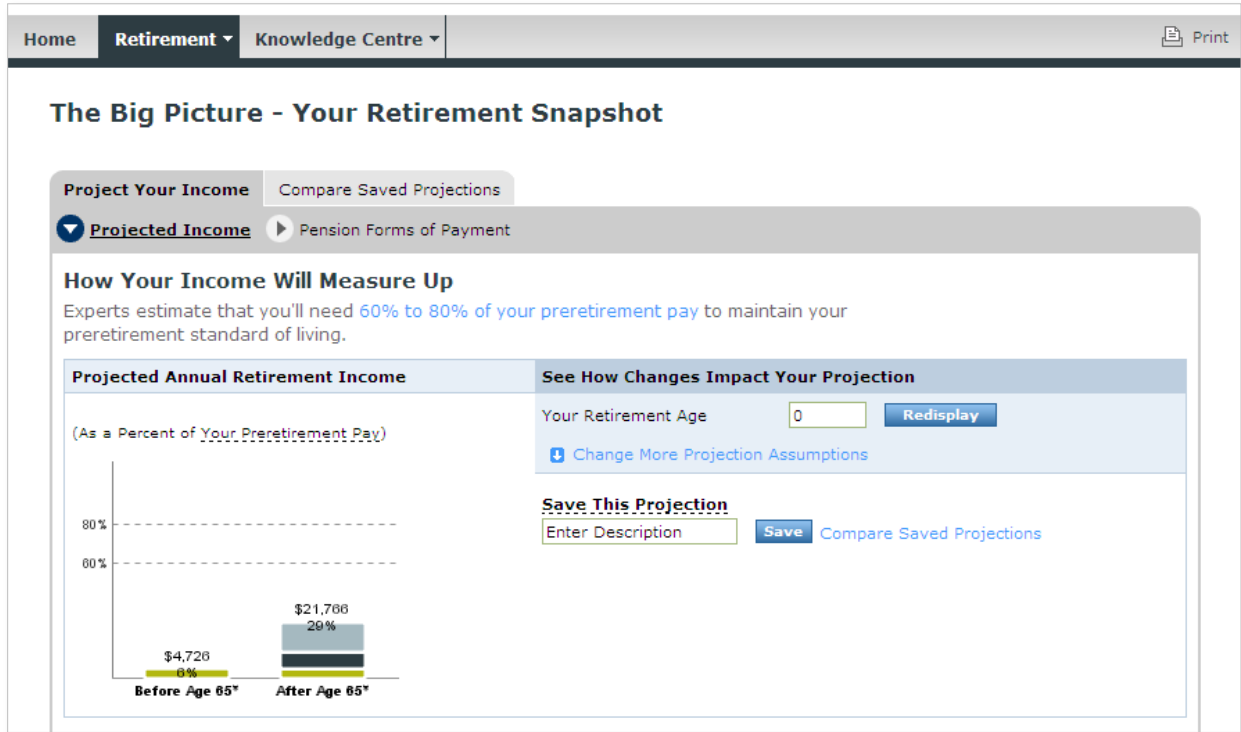 Home Retirement Knowledge Centre Print
The Big Picture - Your Retirement Snapshot
Project Your Income Compare Saved Projections
Projected Income Pension Forms of Payment
How Your Income Will Measure Up
Experts estimate that you'll need 60% to 80% of your preretirement pay to maintain your
preretirement standard of living.
Projected Annual Retirement Income
(As a Percent of Your Preretirement Pay)
80%
60%
$21,766
29%
$4,726
6%
Before Age 65* After Age 65*
See How Changes Impact Your Projection
Your Retirement Age 0 Redisplay
Change More Projection Assumptions
Save This Projection
Enter Description Save Compare Saved Projections